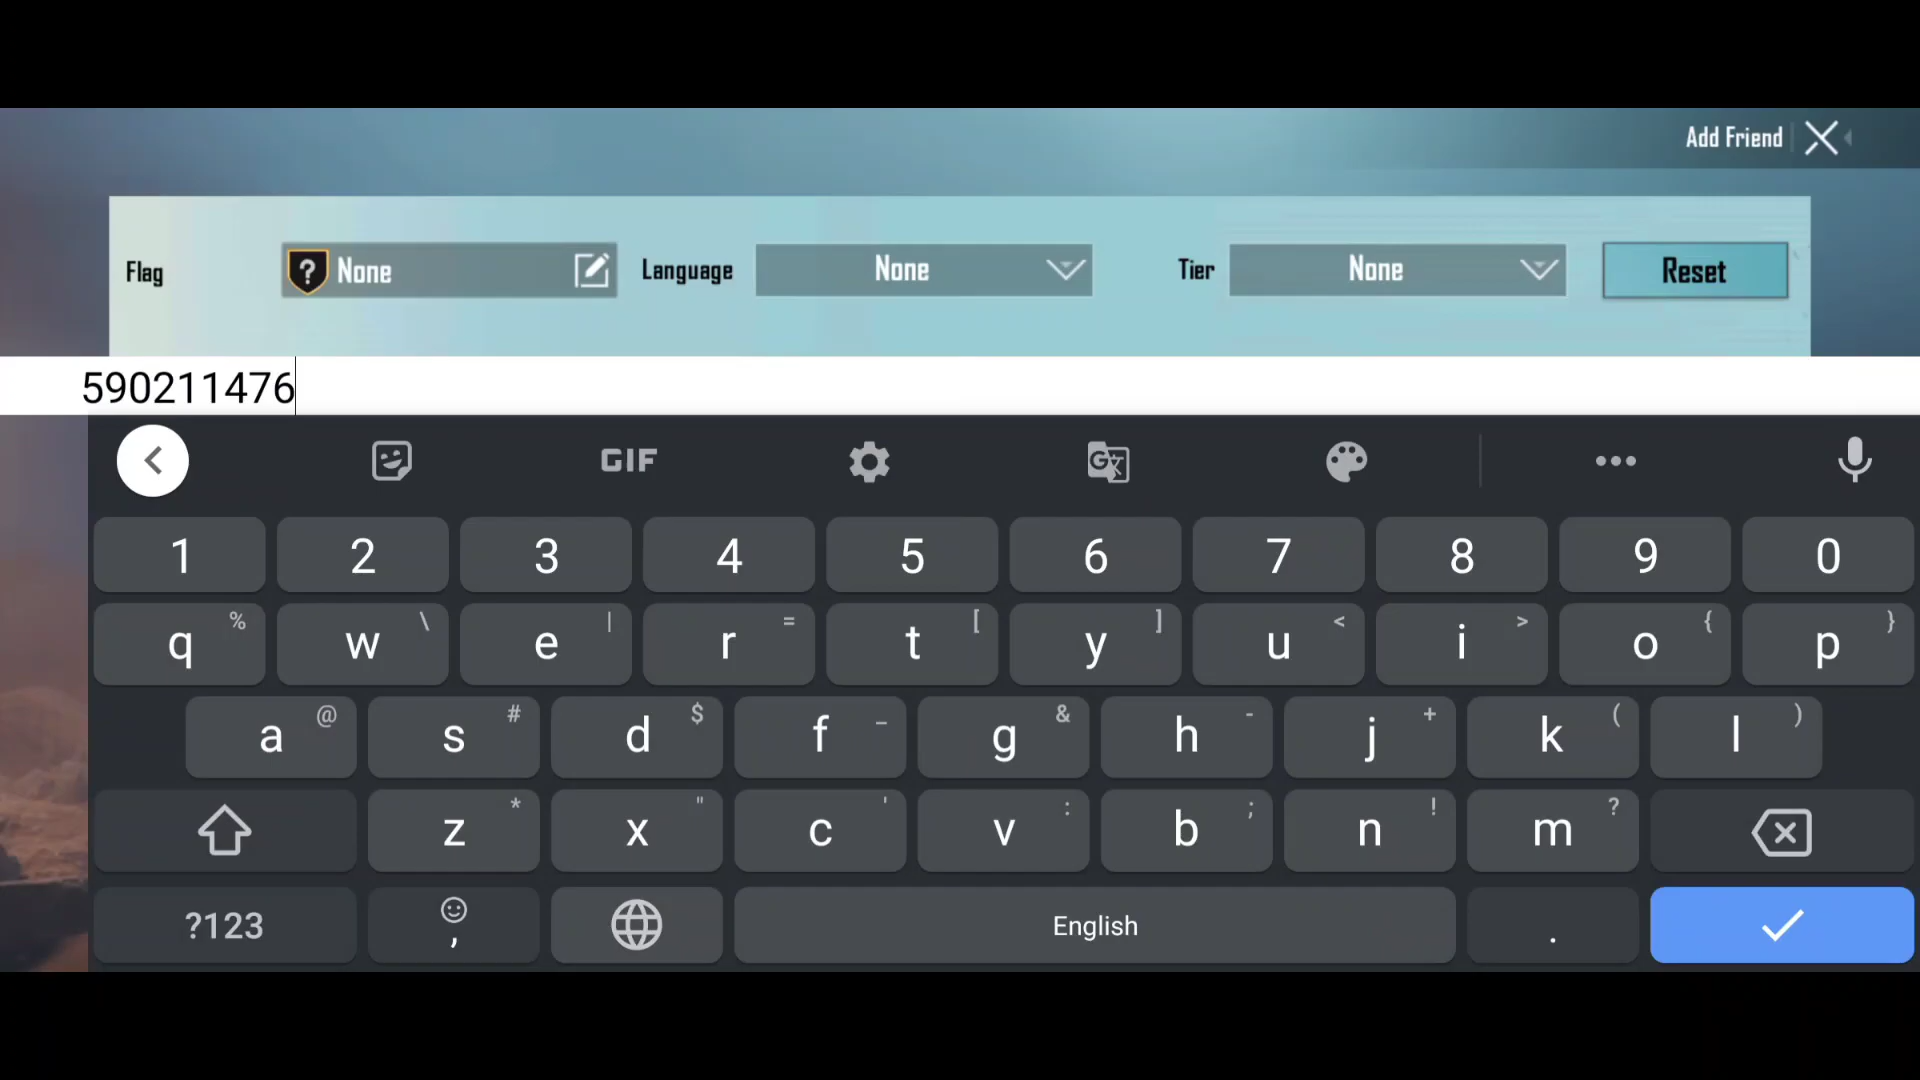 Add Friend
Flag None Language None Tier None Reset
590211476
GIF
1 2 3 4 5 6 7 8 9 0
q % w \ e | r = t [ y ] u < i > o { p }
a @ s # d $ f _ g & h - j + k ( l )
z * x " c ' v : b ; n ! m ?
?123 , English .